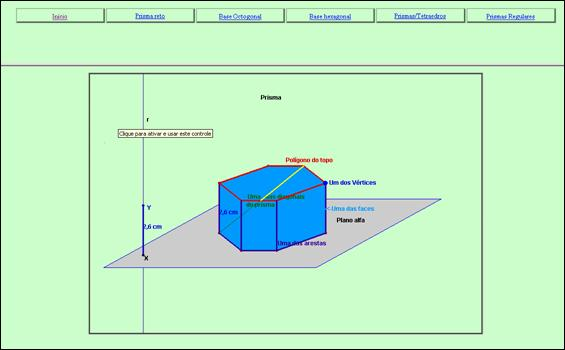 Início
Prisma reto
Base Octogonal
Base hexagonal
Prismas/Tetraedros
Prismas Regulares
Prisma
r
Clique para ativar e usar este controle
Polígono do topo
Um dos Vértices
Uma das diagonais
do prisma
2,6 cm
<-Uma das faces
Y
Plano alfa
2,6 cm
Uma das arestas
X